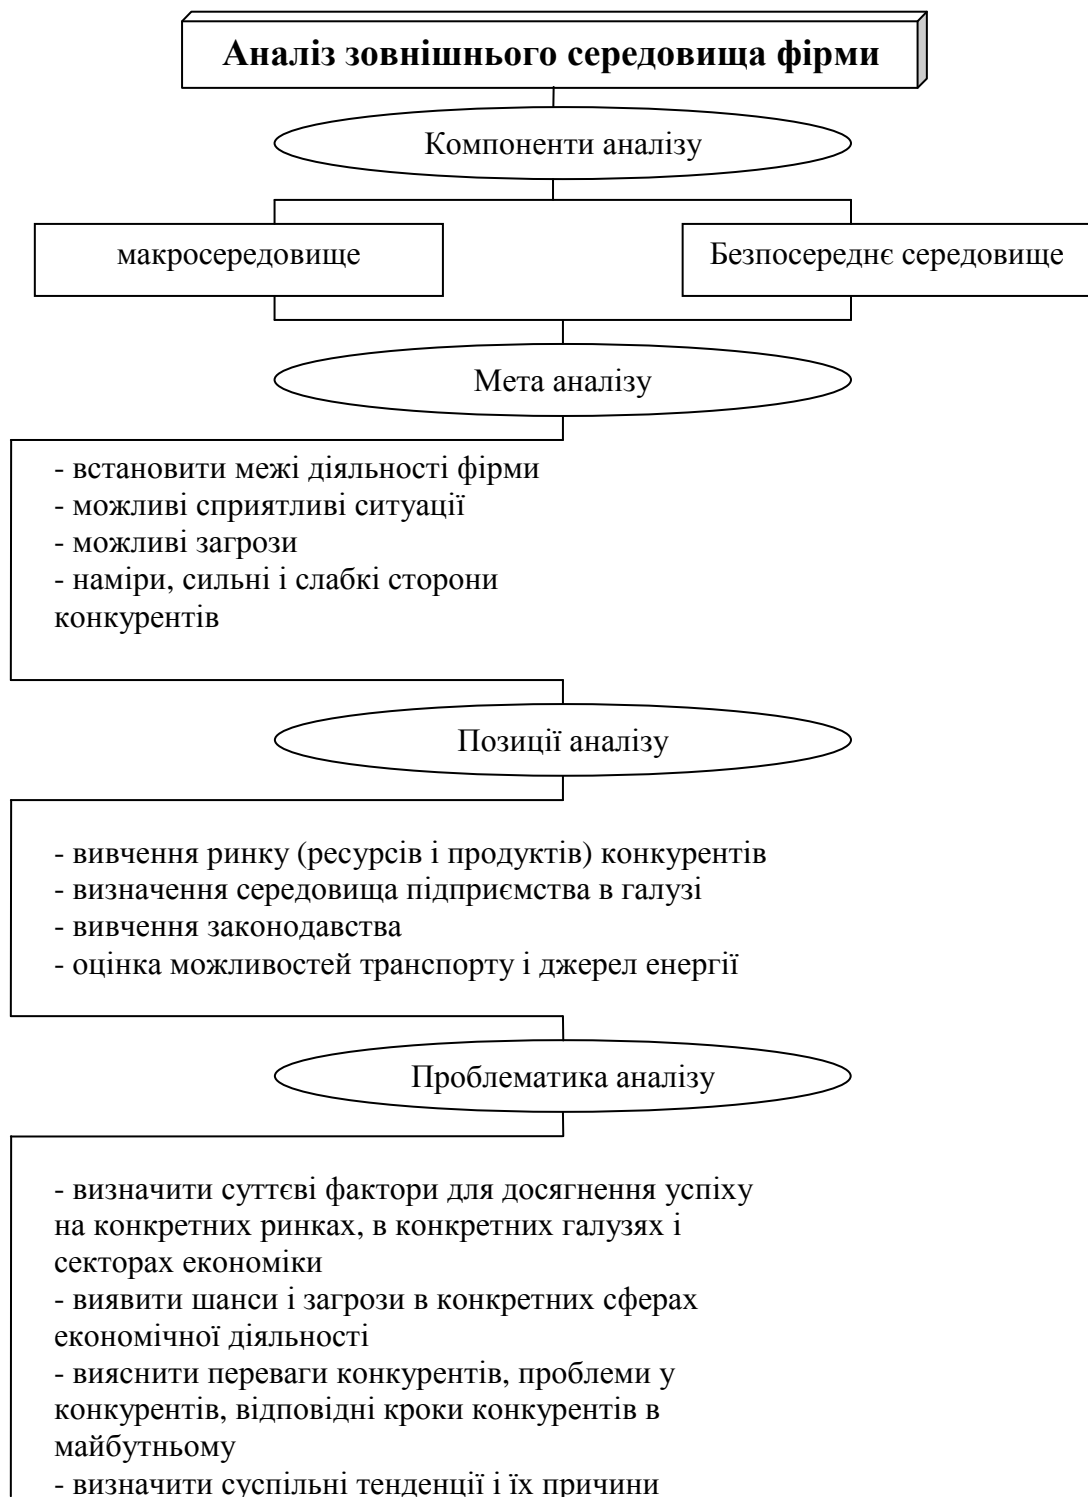 Аналіз зовнішнього середовища фірми
Компоненти аналізу
макросередовище
Безпосереднє середовище
Мета аналізу
- встановити межі діяльності фірми
- можливі сприятливі ситуації
- можливі загрози
- наміри, сильні і слабкі сторони
конкурентів
Позиції аналізу
- вивчення ринку (ресурсів і продуктів) конкурентів
- визначення середовища підприємства в галузі
- вивчення законодавства
- оцінка можливостей транспорту і джерел енергії
Проблематика аналізу
- визначити суттєві фактори для досягнення успіху
на конкретних ринках, в конкретних галузях і
секторах економіки
- виявити шанси і загрози в конкретних сферах
економічної діяльності
- вияснити переваги конкурентів, проблеми у
конкурентів, відповідні кроки конкурентів в
майбутньому
- визначити суспільні тенденції і їх причини